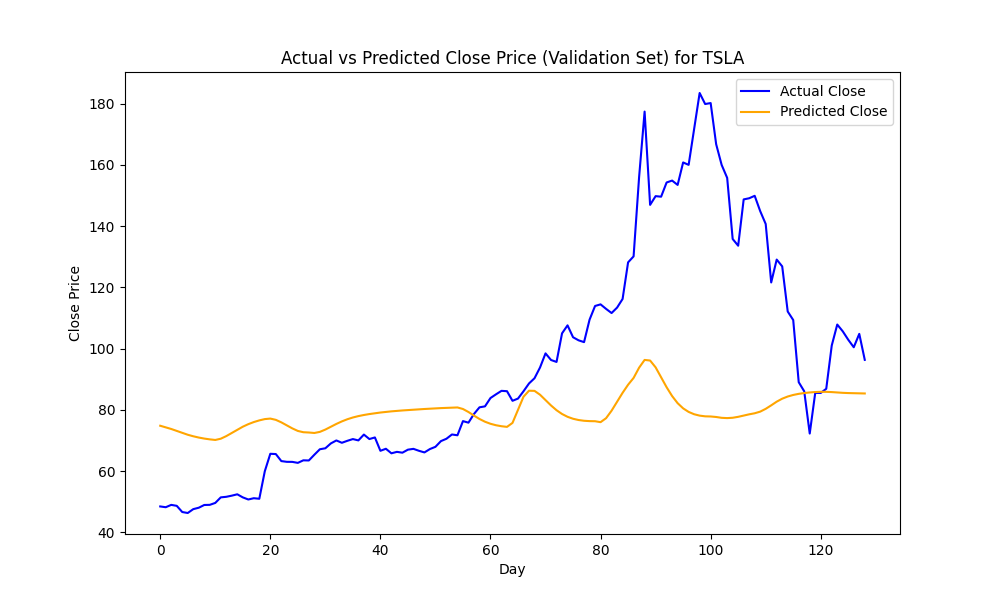 Actual vs Predicted Close Price (Validation Set) for TSLA
Actual Close
Predicted Close
Close Price
180
160
140
120
100
80
60
40
0 20 40 60 80 100 120
Day